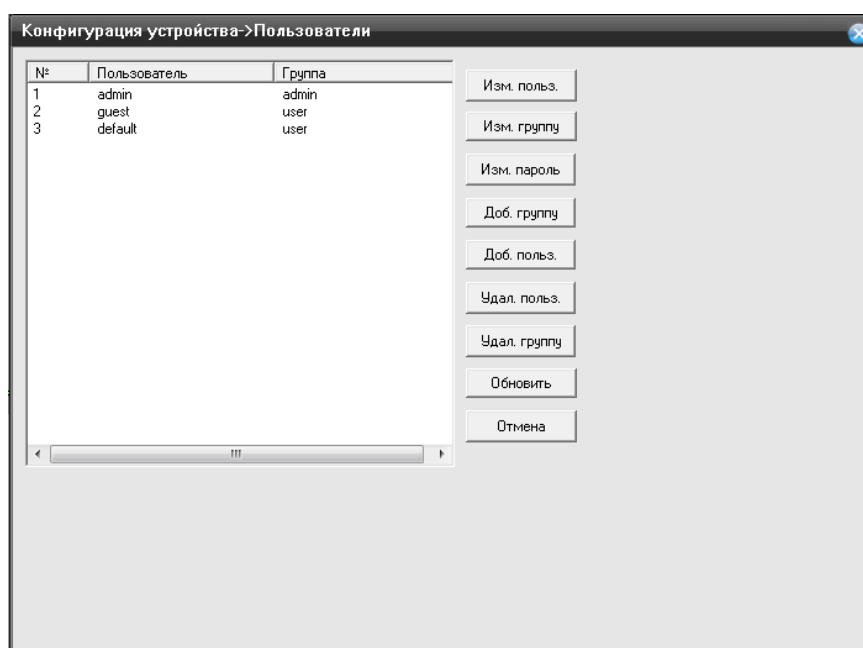 Конфигурация устройства->Пользователи
№ Пользователь Группа
1 admin admin
2 guest user
3 default user
Изм. польз.
Изм. группу
Изм. пароль
Доб. группу
Доб. польз.
Удал. польз.
Удал. группу
Обновить
Отмена